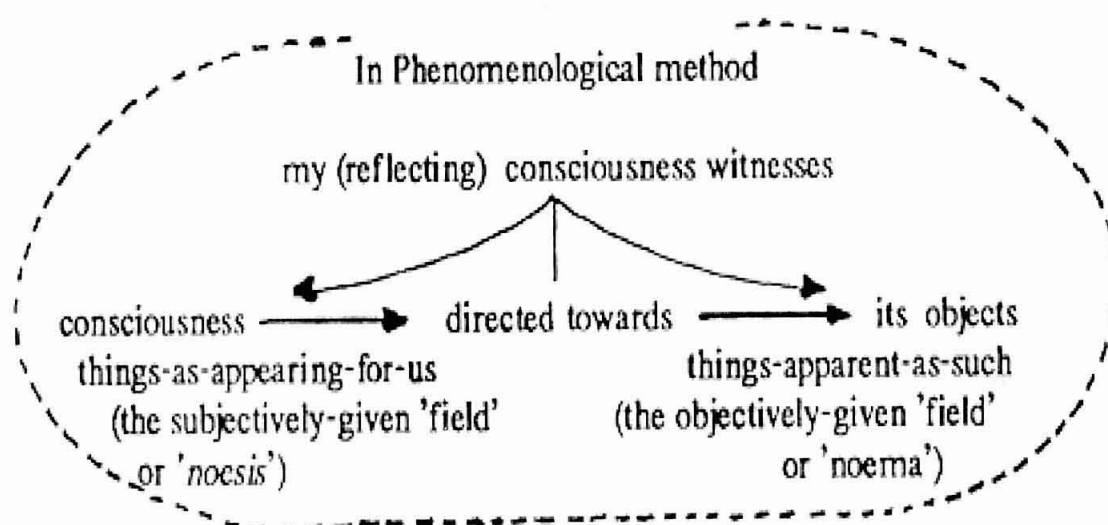 In Phenomenological method
my (reflecting) consciousness witnesses
consciousness directed towards its objects
things-as-appearing-for-us things-apparent-as-such
(the subjectively-given 'field' (the objectively-given 'field'
or 'noesis') or 'noema')